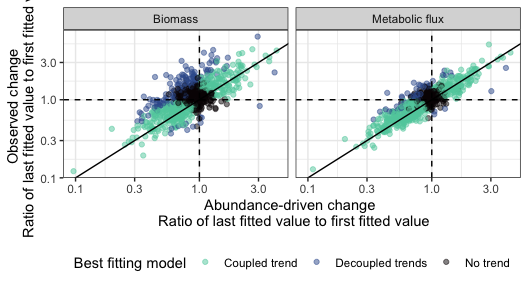 Biomass
Metabolic flux
Observed change
Ratio of last fitted value to first fitted
3.0
1.0
0.3
0.1
0.1
0.3
1.0
3.0
0.1
0.3
1.0
3.0
Abundance-driven change
Ratio of last fitted value to first fitted value
Best fitting model
Coupled trend
Decoupled trends
No trend